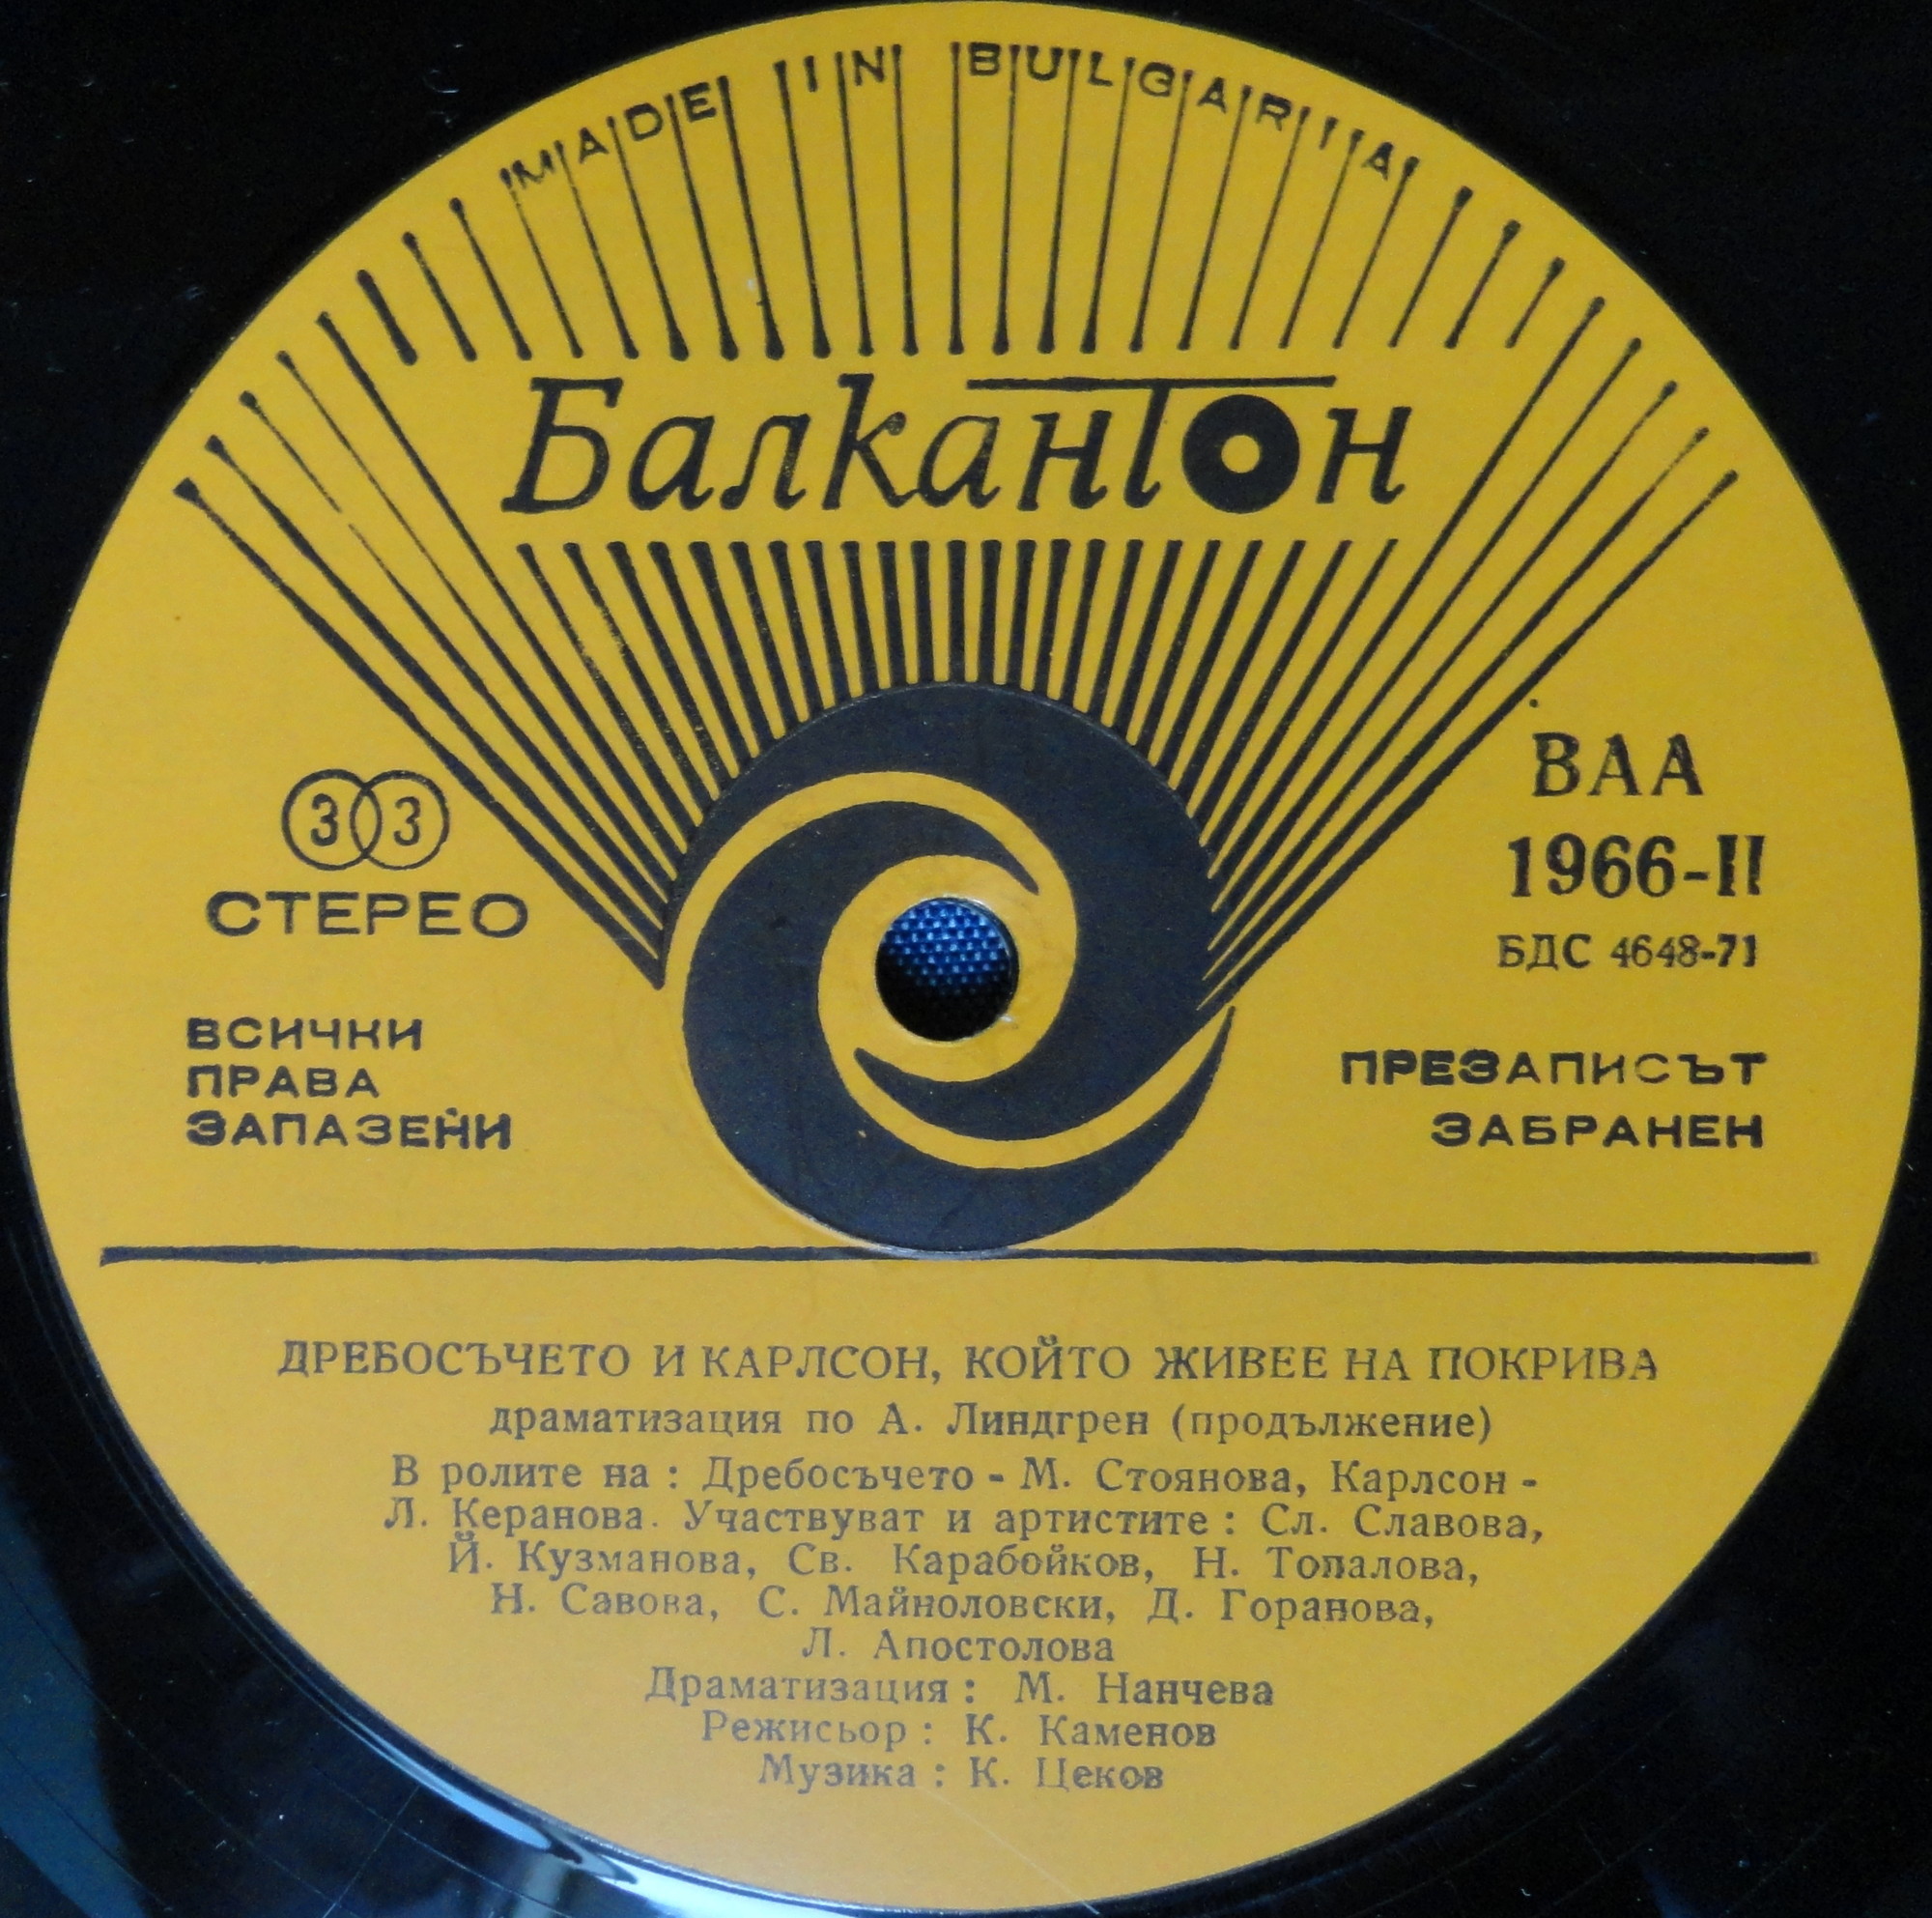 MADE IN BULGARIA
Балкантон
33
СТЕРЕО
ВАА
1966-II
БДС 4648-71
ВСИЧКИ
ПРАВА
ЗАПАЗЕНИ
ПРЕЗАПИСЪТ
ЗАБРАНЕН
ДРЕБОСЪЧЕТО И КАРЛСОН, КОЙТО ЖИВЕЕ НА ПОКРИВА
драматизация по А. Линдгрен (продължение)
В ролите на : Дребосъчето - М. Стоянова, Карлсон -
Л. Керанова. Участвуват и артистите : Сл. Славова,
Й. Кузманова, Св. Карабойков, Н. Топалова,
Н. Савова, С. Майноловски, Д. Горанова,
Л. Апостолова
Драматизация : М. Нанчева
Режисьор : К. Каменов
Музика : К. Цеков